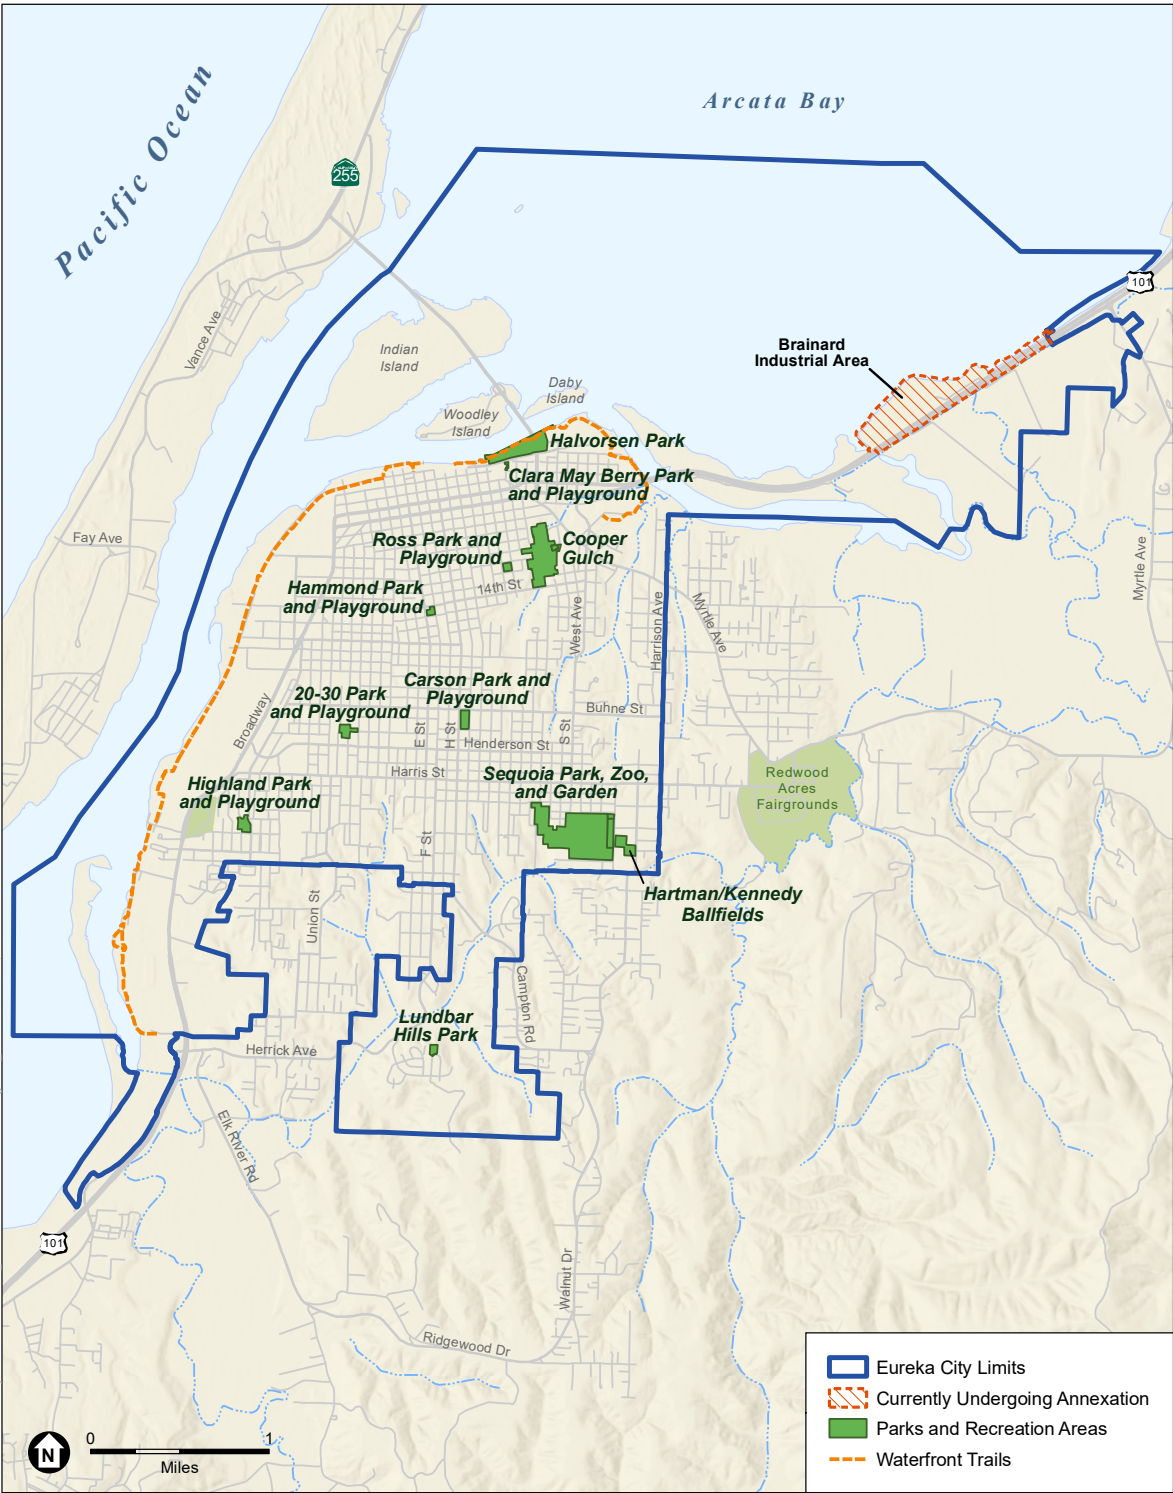 Pacific Ocean
Arcata Bay
255
101
Vance Ave
Indian
Island
Brainard
Industrial Area
Daby
Island
Woodley
Island
Halvorsen Park
Clara May Berry Park
and Playground
Fay Ave
Ross Park and
Playground
Cooper
Gulch
Hammond Park
and Playground
14th St
West Ave
Harrison Ave
Myrtle Ave
Myrtle Ave
Carson Park and
Playground
20-30 Park
and Playground
Broadway
E St
H St
S St
Buhne St
Henderson St
Harris St
Highland Park
and Playground
Sequoia Park, Zoo,
and Garden
Redwood
Acres
Fairgrounds
F St
Hartman/Kennedy
Ballfields
Union St
Campton Rd
Lundbar
Hills Park
Herrick Ave
Elk River Rd
101
Walnut Dr
Ridgewood Dr
Eureka City Limits
Currently Undergoing Annexation
Parks and Recreation Areas
Waterfront Trails
N
0 1
Miles